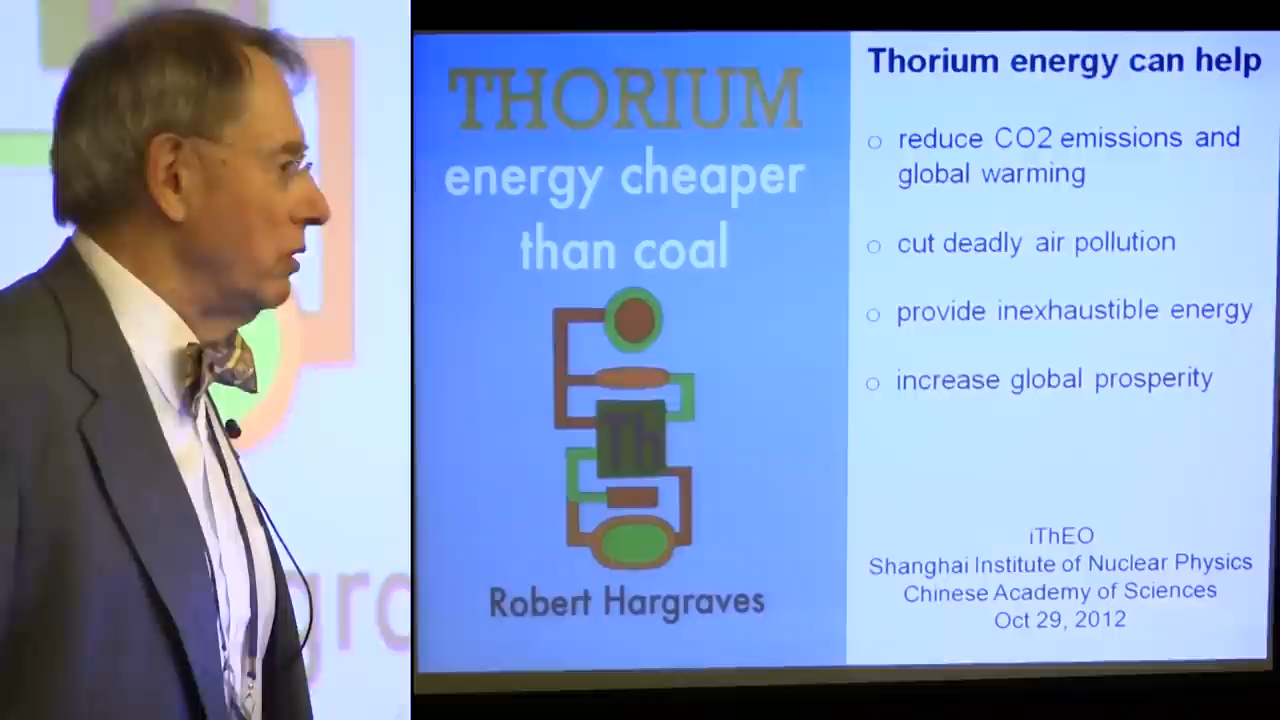 THORIUM
energy cheaper
than coal
Th
Robert Hargraves
Thorium energy can help
reduce CO2 emissions and
global warming
cut deadly air pollution
provide inexhaustible energy
increase global prosperity
iThEO
Shanghai Institute of Nuclear Physics
Chinese Academy of Sciences
Oct 29, 2012